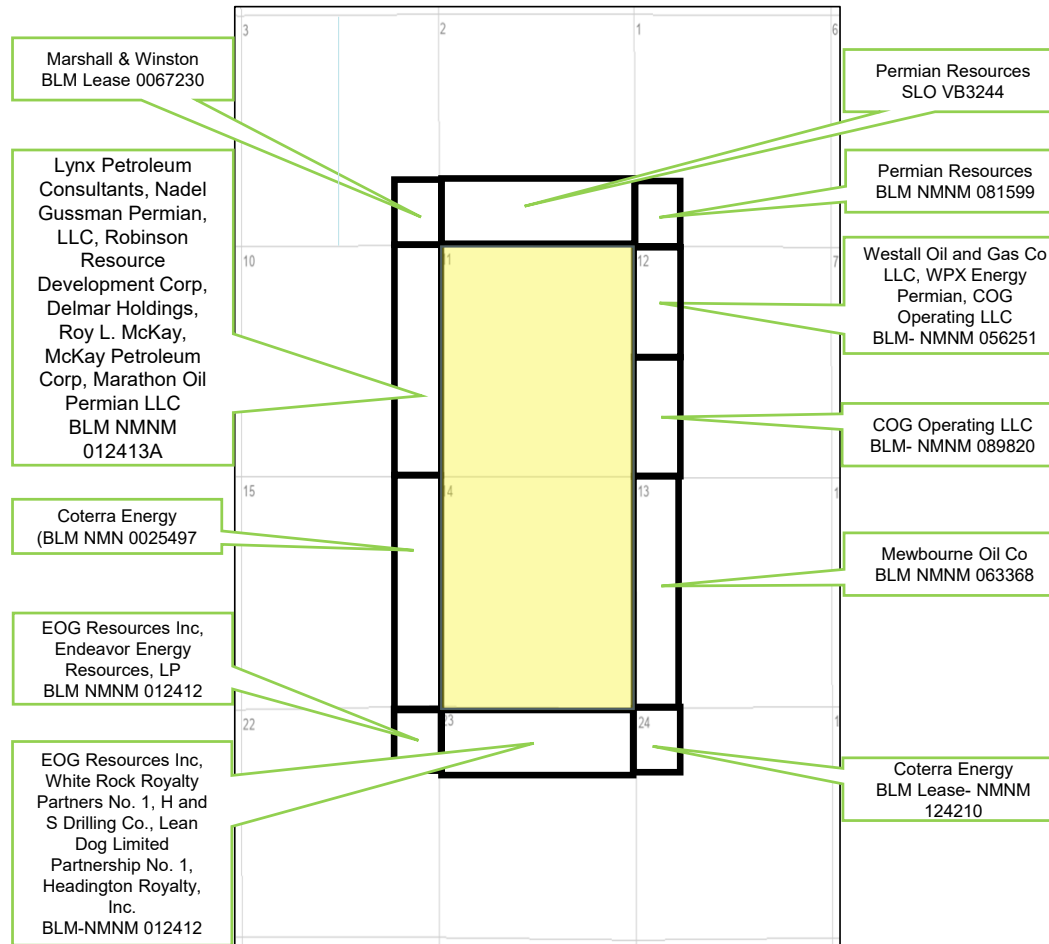 3
2
1
6
Marshall & Winston
BLM Lease 0067230
Permian Resources
SLO VB3244
Lynx Petroleum
Consultants, Nadel
Gussman Permian,
LLC, Robinson
Resource
Development Corp,
Delmar Holdings,
Roy L. McKay,
McKay Petroleum
Corp, Marathon Oil
Permian LLC
BLM NMNM
012413A
Permian Resources
BLM NMNM 081599
10
11
12
7
Westall Oil and Gas Co
LLC, WPX Energy
Permian, COG
Operating LLC
BLM- NMNM 056251
COG Operating LLC
BLM- NMNM 089820
15
14
13
1
Coterra Energy
(BLM NMN 0025497
Mewbourne Oil Co
BLM NMNM 063368
EOG Resources Inc,
Endeavor Energy
Resources, LP
BLM NMNM 012412
22
23
24
1
EOG Resources Inc,
White Rock Royalty
Partners No. 1, H and
S Drilling Co., Lean
Dog Limited
Partnership No. 1,
Headington Royalty,
Inc.
BLM-NMNM 012412
Coterra Energy
BLM Lease- NMNM
124210